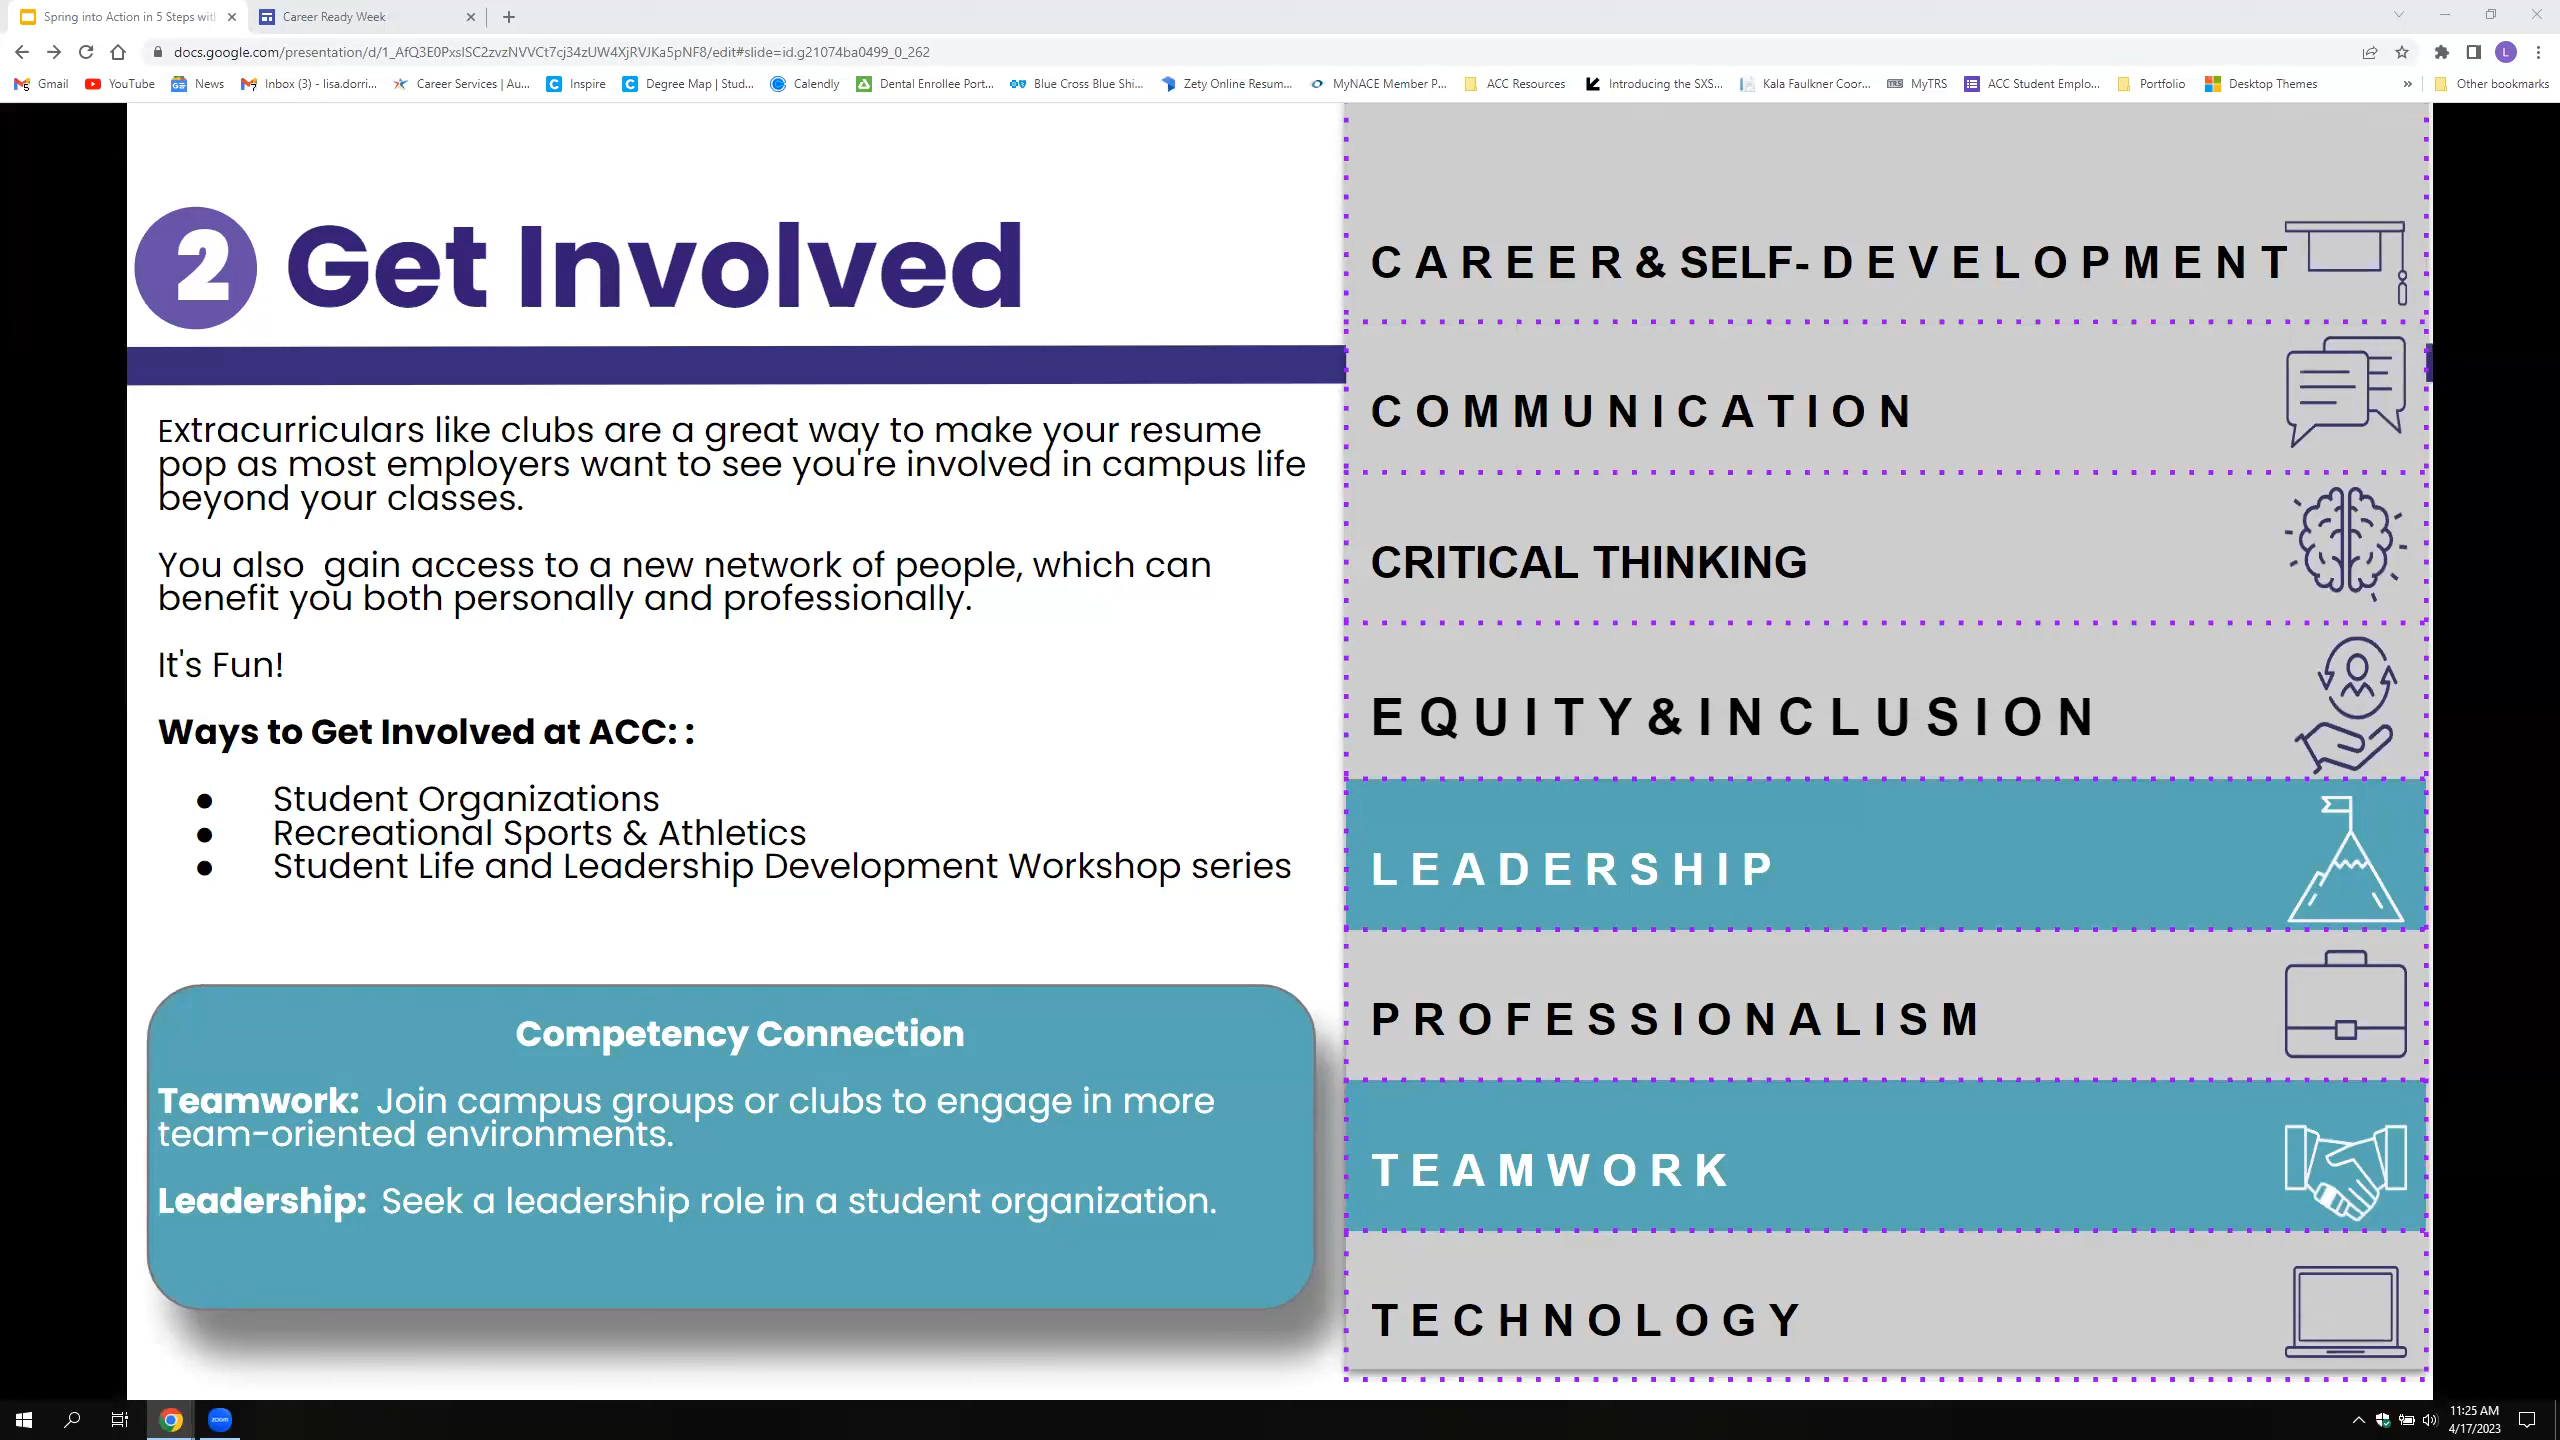 Spring into Action in 5 Steps wit
Career Ready Week
docs.google.com/presentation/d/1_AfQ3E0PxslSC2zvzNVVCt7cj34zUW4XjRVJKa5pNF8/edit#slide=id.g21074ba0499_0_262
L
Gmail
YouTube
News
Inbox (3) - lisa.dorri...
Career Services | Au...
Inspire
Degree Map | Stud...
Calendly
Dental Enrollee Port...
Blue Cross Blue Shi...
Zety Online Resum...
MyNACE Member P...
ACC Resources
Introducing the SXS...
Kala Faulkner Coor...
MyTRS
ACC Student Emplo...
Portfolio
Desktop Themes
»
Other bookmarks
2 Get Involved
Extracurriculars like clubs are a great way to make your resume
pop as most employers want to see you're involved in campus life
beyond your classes.
You also  gain access to a new network of people, which can
benefit you both personally and professionally.
It's Fun!
Ways to Get Involved at ACC: :
● Student Organizations
● Recreational Sports & Athletics
● Student Life and Leadership Development Workshop series
Competency Connection
Teamwork:  Join campus groups or clubs to engage in more
team-oriented environments.
Leadership:  Seek a leadership role in a student organization.
CAREER & SELF-DEVELOPMENT
COMMUNICATION
CRITICAL THINKING
EQUITY & INCLUSION
LEADERSHIP
PROFESSIONALISM
TEAMWORK
TECHNOLOGY
zoom
11:25 AM
4/17/2023